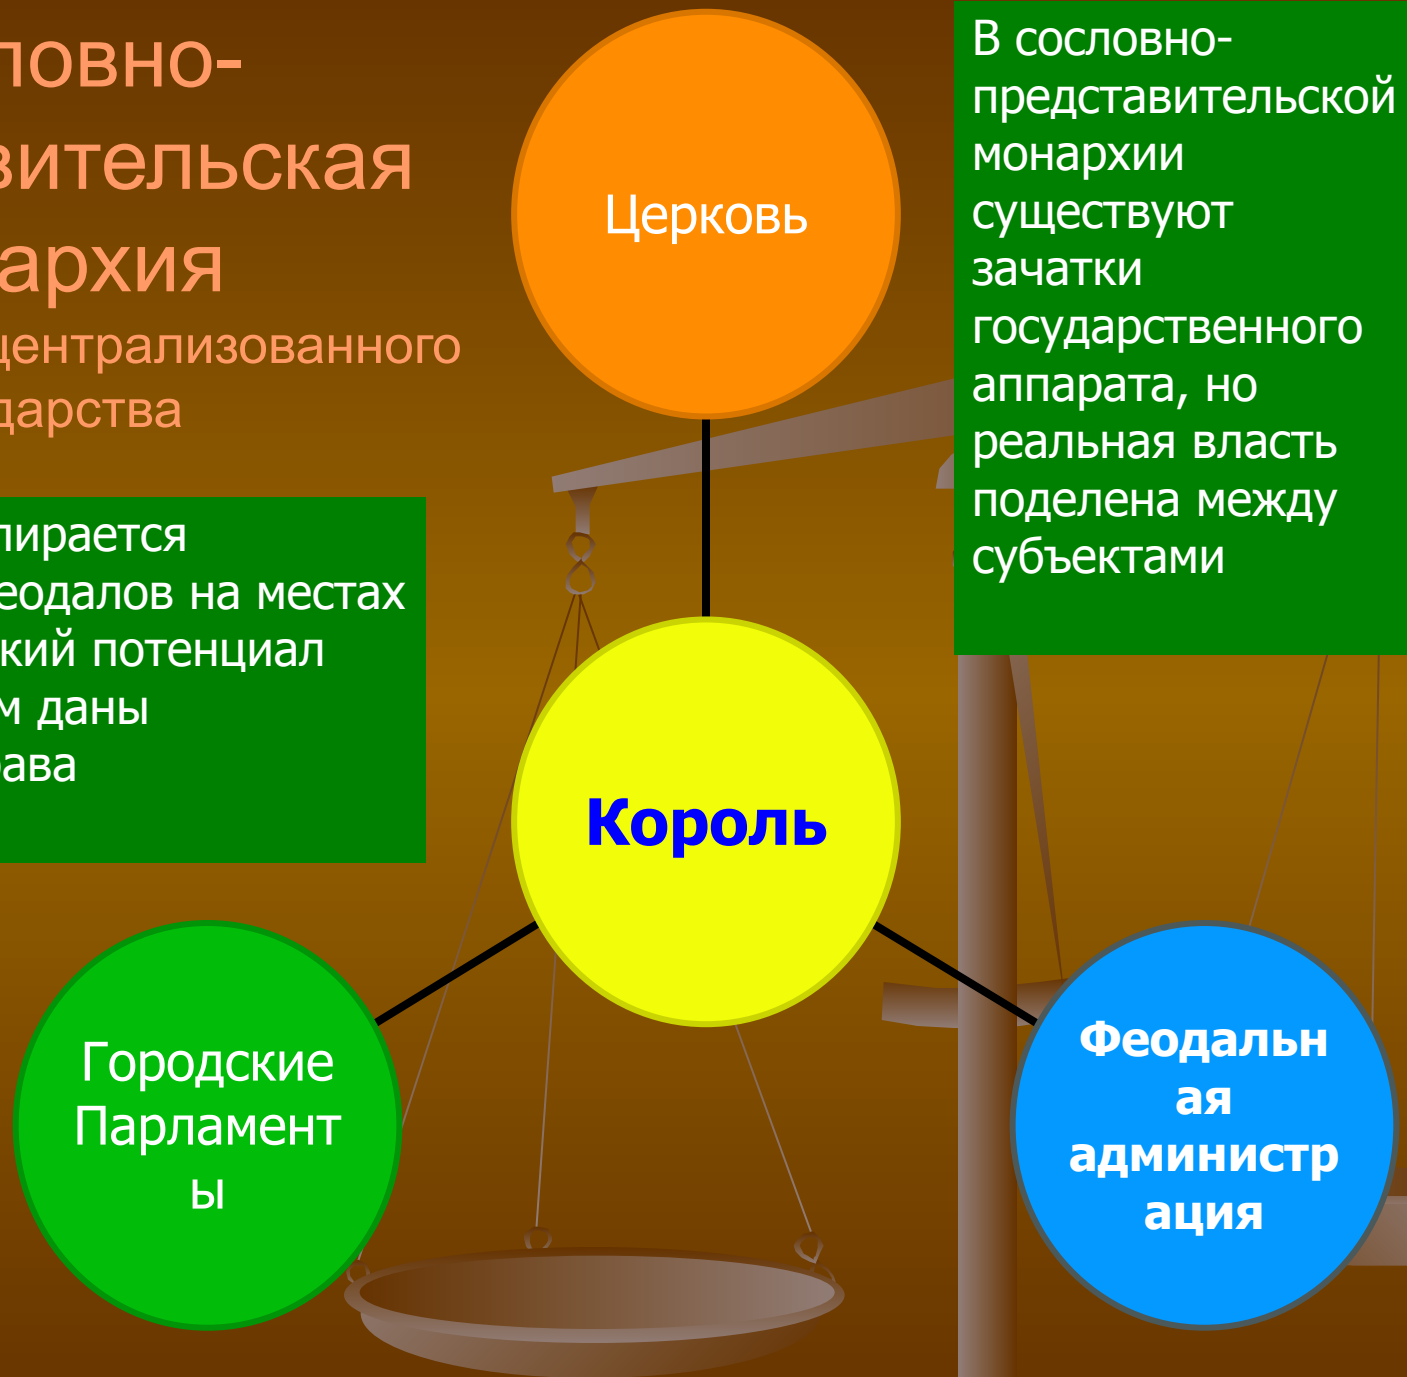 ловно-
вительская
архия
централизованного
дарства
Церковь
В сословно-
представительской
монархии
существуют
зачатки
государственного
аппарата, но
реальная власть
поделена между
субъектами
пирается
еодалов на местах
кий потенциал
м даны
рава
Король
Городские
Парламент
ы
Феодальн
ая
администр
ация